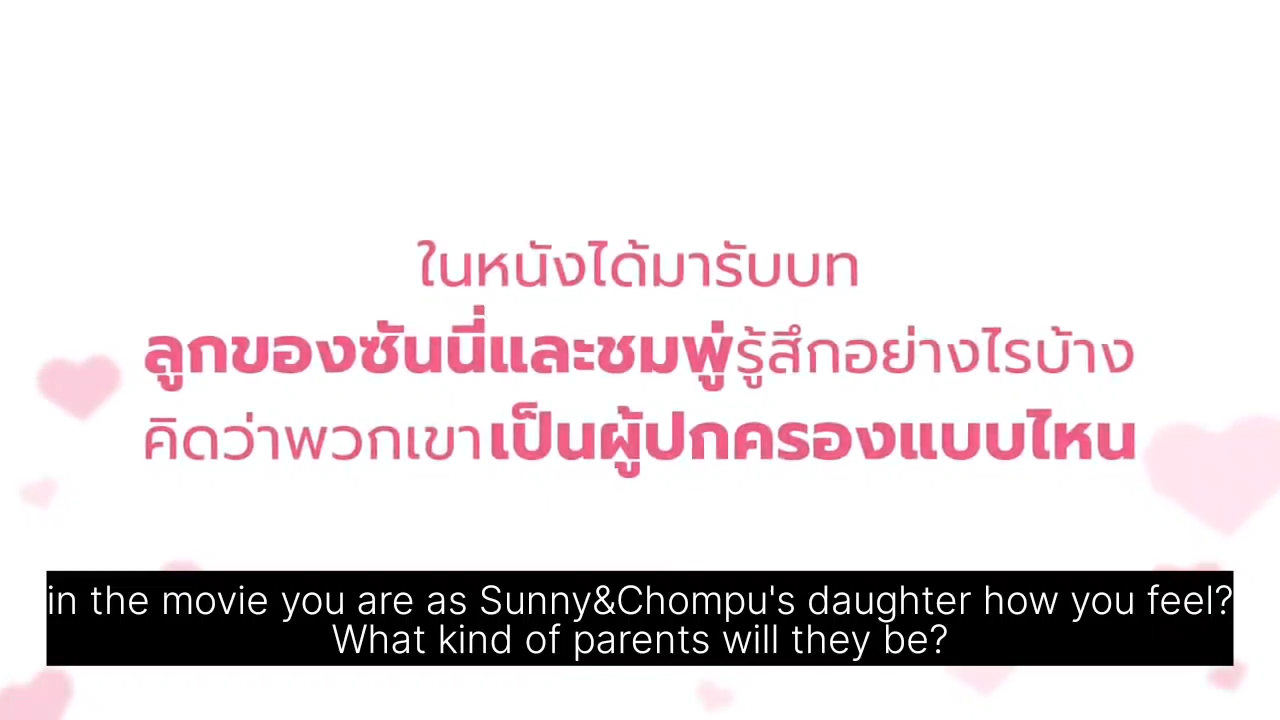 ในหนังได้มารับบท
ลูกของซันนี่และชมพู่รู้สึกอย่างไรบ้าง
คิดว่าพวกเขาเป็นผู้ปกครองแบบไหน
in the movie you are as Sunny&Chompu's daughter how you feel?
What kind of parents will they be?